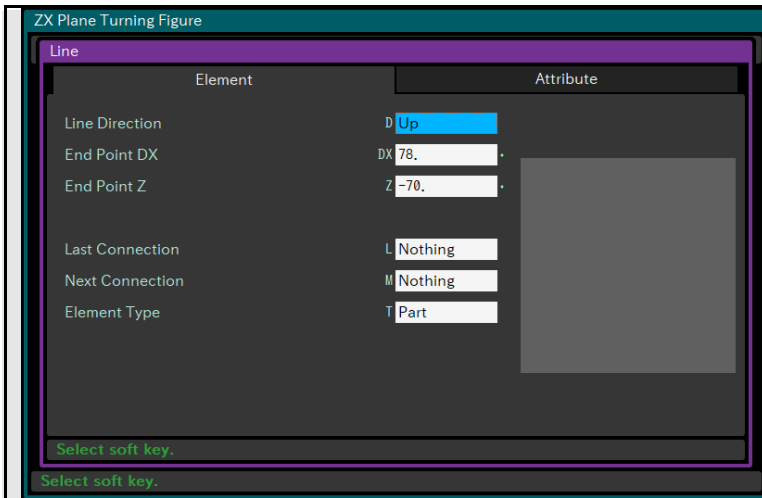 ZX Plane Turning Figure
Line
Element Attribute
Line Direction D Up
End Point DX DX 78.
End Point Z Z -70.
Last Connection L Nothing
Next Connection M Nothing
Element Type T Part
Select soft key.
Select soft key.